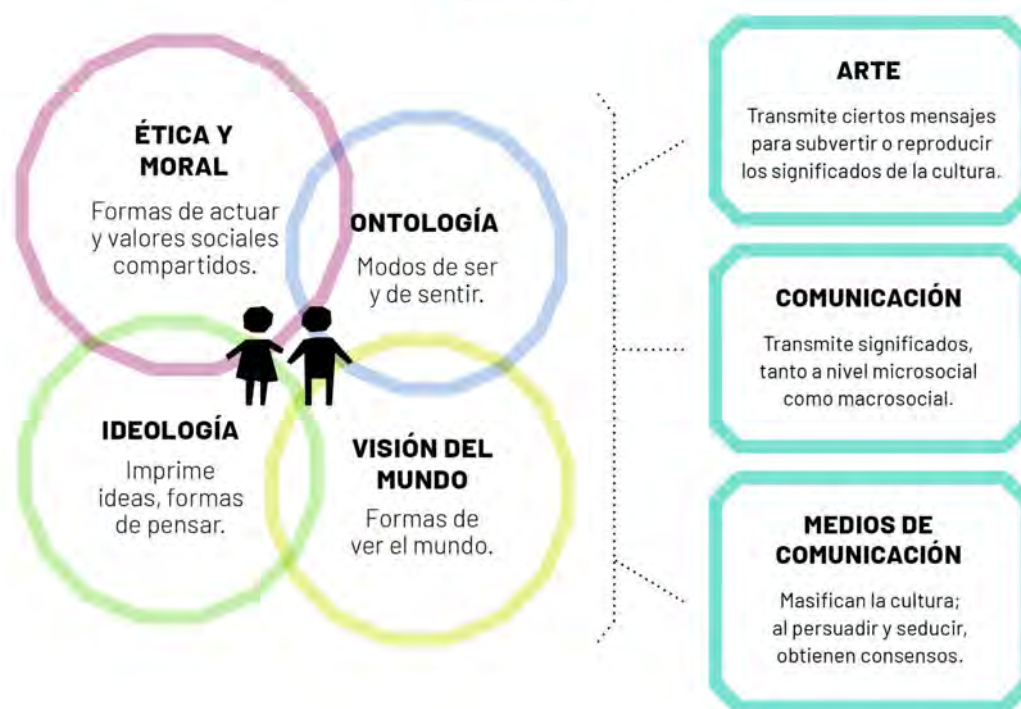 ÉTICA Y
MORAL
Formas de actuar
y valores sociales
compartidos.
ONTOLOGÍA
Modos de ser
y de sentir.
IDEOLOGÍA
Imprime
ideas, formas
de pensar.
VISIÓN DEL
MUNDO
Formas de
ver el mundo.
ARTE
Transmite ciertos mensajes
para subvertir o reproducir
los significados de la cultura.
COMUNICACIÓN
Transmite significados,
tanto a nivel microsocial
como macrosocial.
MEDIOS DE
COMUNICACIÓN
Masifican la cultura;
al persuadir y seducir,
obtienen consensos.